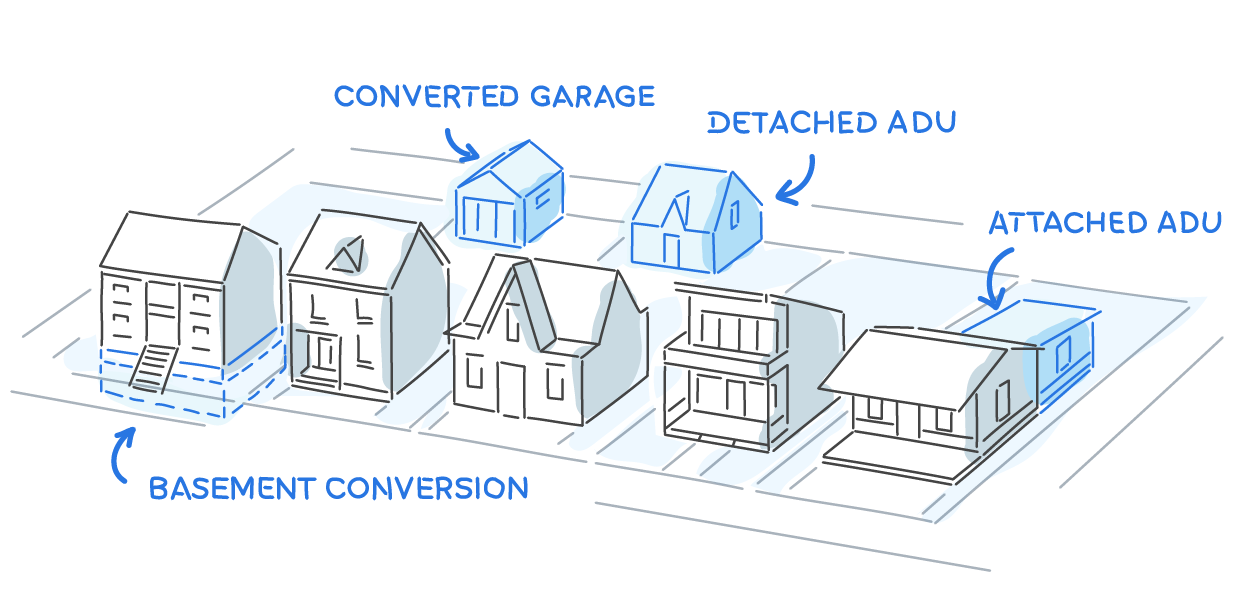 CONVERTED GARAGE
DETACHED ADU
ATTACHED ADU
BASEMENT CONVERSION